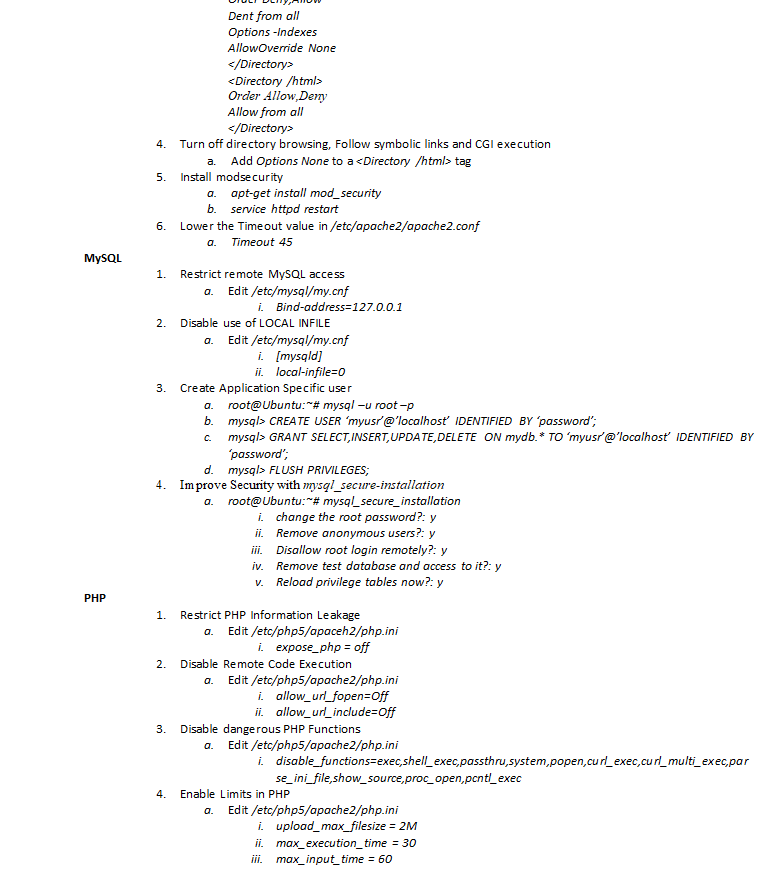 Order Deny,Allow
Dent from all
Options -Indexes
AllowOverride None
</Directory>
<Directory /html>
Order Allow,Deny
Allow from all
</Directory>
4. Turn off directory browsing, Follow symbolic links and CGI execution
a. Add Options None to a <Directory /html> tag
5. Install modsecurity
a. apt-get install mod_security
b. service httpd restart
6. Lower the Timeout value in /etc/apache2/apache2.conf
a. Timeout 45
MySQL
1. Restrict remote MySQL access
a. Edit /etc/mysql/my.cnf
i. Bind-address=127.0.0.1
2. Disable use of LOCAL INFILE
a. Edit /etc/mysql/my.cnf
i. [mysqld]
ii. local-infile=0
3. Create Application Specific user
a. root@Ubuntu:~# mysql –u root –p
b. mysql> CREATE USER ‘myusr’@’localhost’ IDENTIFIED BY ‘password’;
c. mysql> GRANT SELECT,INSERT,UPDATE,DELETE ON mydb.* TO ‘myusr’@’localhost’ IDENTIFIED BY
‘password’;
d. mysql> FLUSH PRIVILEGES;
4. Improve Security with mysql_secure-installation
a. root@Ubuntu:~# mysql_secure_installation
i. change the root password?: y
ii. Remove anonymous users?: y
iii. Disallow root login remotely?: y
iv. Remove test database and access to it?: y
v. Reload privilege tables now?: y
PHP
1. Restrict PHP Information Leakage
a. Edit /etc/php5/apaceh2/php.ini
i. expose_php = off
2. Disable Remote Code Execution
a. Edit /etc/php5/apache2/php.ini
i. allow_url_fopen=Off
ii. allow_url_include=Off
3. Disable dangerous PHP Functions
a. Edit /etc/php5/apache2/php.ini
i. disable_functions=exec,shell_exec,passthru,system,popen,curl_exec,curl_multi_exec,par
se_ini_file,show_source,proc_open,pcntl_exec
4. Enable Limits in PHP
a. Edit /etc/php5/apache2/php.ini
i. upload_max_filesize = 2M
ii. max_execution_time = 30
iii. max_input_time = 60